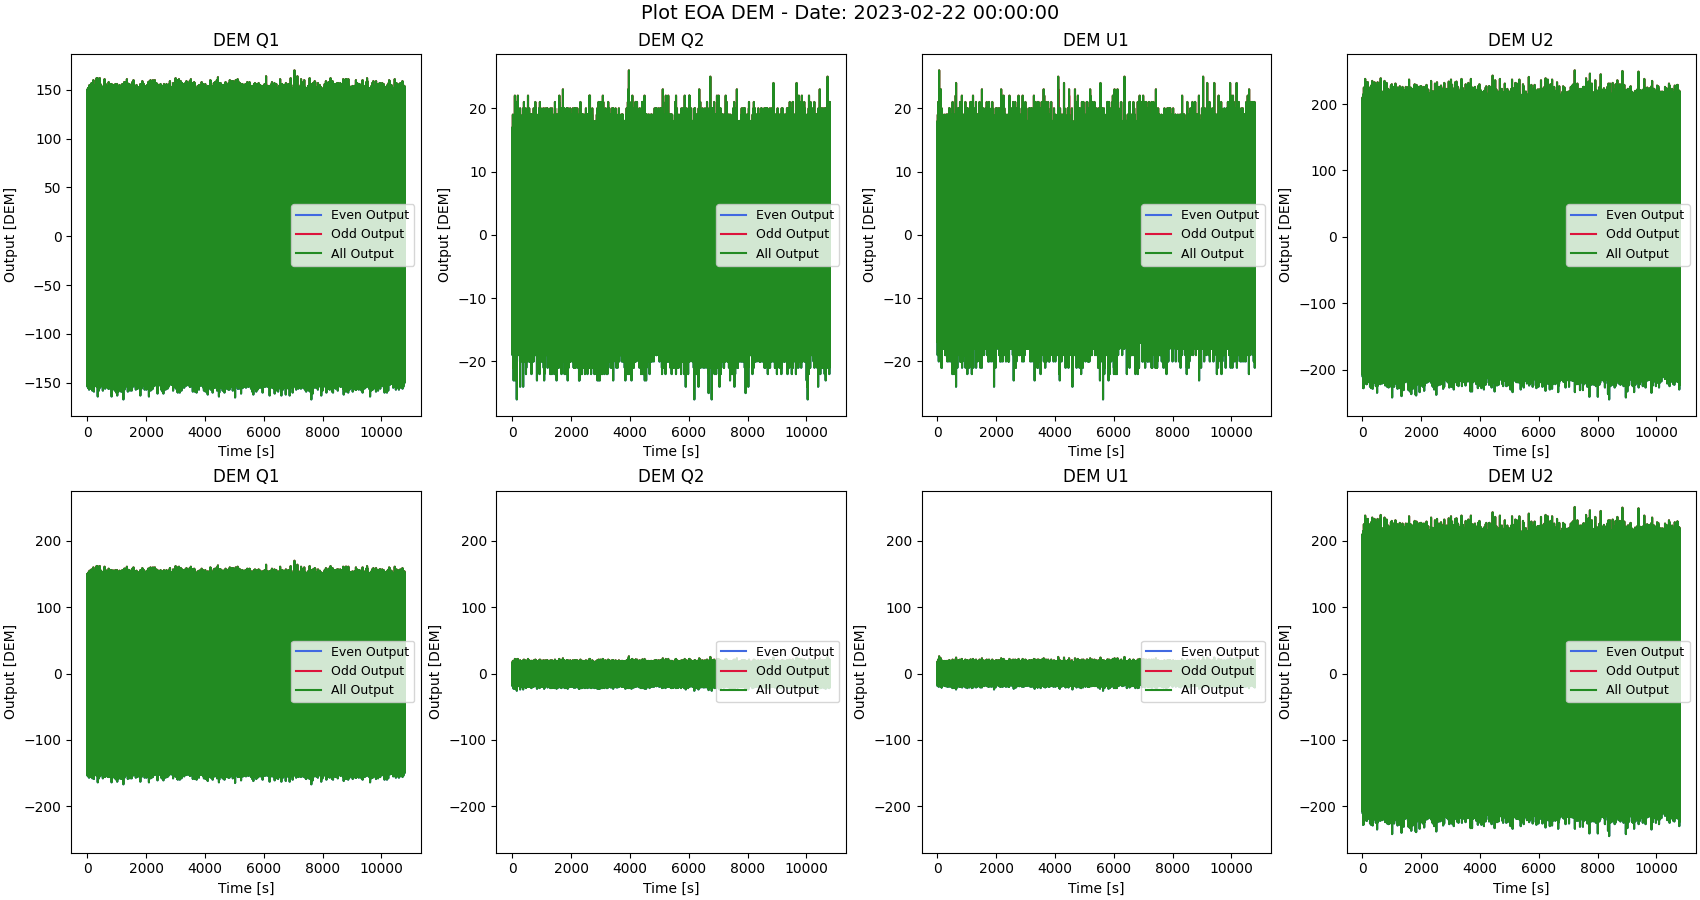 Plot EOA DEM - Date: 2023-02-22 00:00:00
DEM Q1
Output [DEM]
150
100
50
0
−50
−100
−150
Even Output
Odd Output
All Output
0 2000 4000 6000 8000 10000
Time [s]
DEM Q2
Output [DEM]
20
10
0
−10
−20
Even Output
Odd Output
All Output
0 2000 4000 6000 8000 10000
Time [s]
DEM U1
Output [DEM]
20
10
0
−10
−20
Even Output
Odd Output
All Output
0 2000 4000 6000 8000 10000
Time [s]
DEM U2
Output [DEM]
200
100
0
−100
−200
Even Output
Odd Output
All Output
0 2000 4000 6000 8000 10000
Time [s]
DEM Q1
Output [DEM]
200
100
0
−100
−200
Even Output
Odd Output
All Output
0 2000 4000 6000 8000 10000
Time [s]
DEM Q2
Output [DEM]
200
100
0
−100
−200
Even Output
Odd Output
All Output
0 2000 4000 6000 8000 10000
Time [s]
DEM U1
Output [DEM]
200
100
0
−100
−200
Even Output
Odd Output
All Output
0 2000 4000 6000 8000 10000
Time [s]
DEM U2
Output [DEM]
200
100
0
−100
−200
Even Output
Odd Output
All Output
0 2000 4000 6000 8000 10000
Time [s]